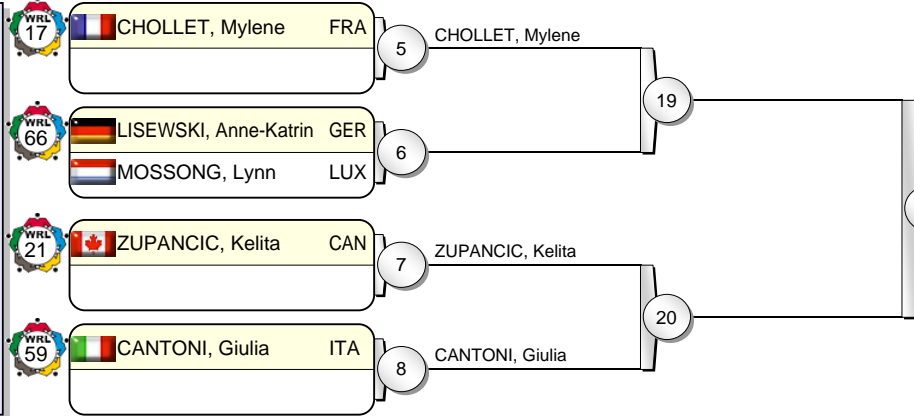 WRL 17 CHOLLET, Mylene FRA
5
CHOLLET, Mylene
19
WRL 66 LISEWSKI, Anne-Katrin GER
MOSSONG, Lynn LUX
6
WRL 21 ZUPANCIC, Kelita CAN
7
ZUPANCIC, Kelita
20
WRL 59 CANTONI, Giulia ITA
8
CANTONI, Giulia